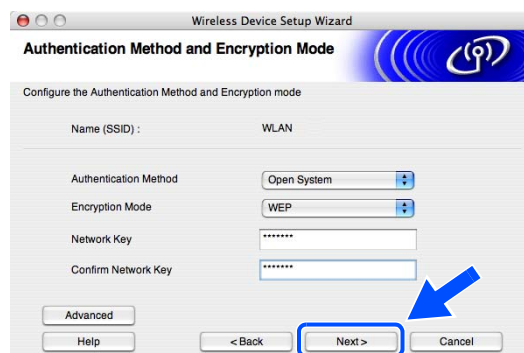 Wireless Device Setup Wizard
Authentication Method and Encryption Mode
Configure the Authentication Method and Encryption mode
Name (SSID) : WLAN
Authentication Method Open System
Encryption Mode WEP
Network Key *******
Confirm Network Key *******
Advanced
Help < Back Next > Cancel